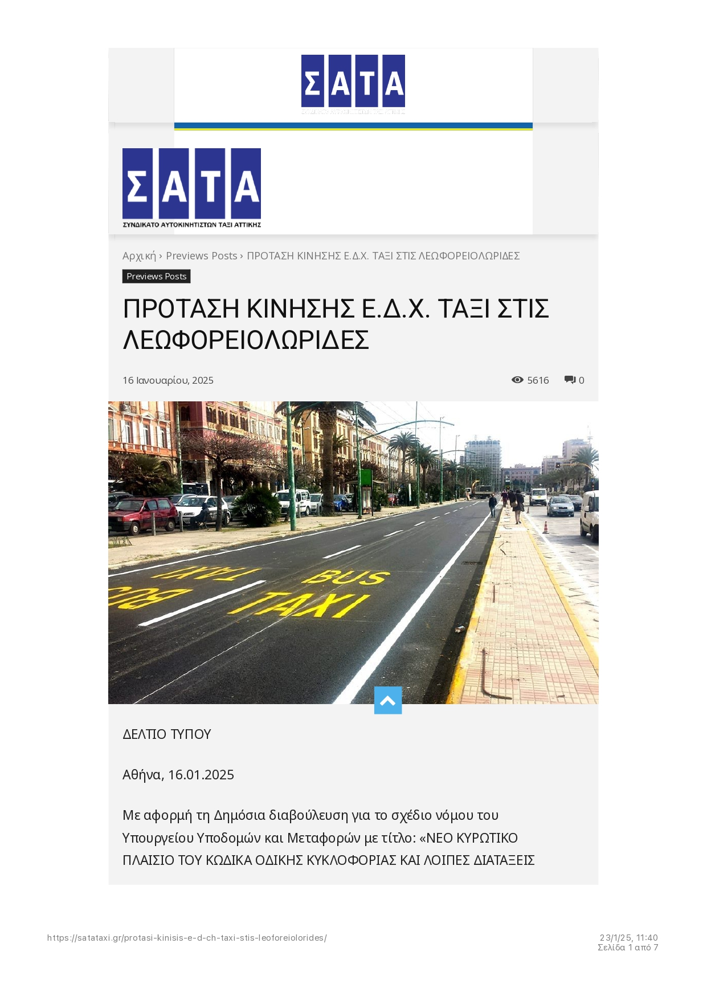 ΣΑΤΑ
ΣΑΤΑ
ΣΥΝΔΙΚΑΤΟ ΑΥΤΟΚΙΝΗΤΙΣΤΩΝ ΤΑΞΙ ΑΤΤΙΚΗΣ
Αρχική › Previews Posts › ΠΡΟΤΑΣΗ ΚΙΝΗΣΗΣ Ε.Δ.Χ. ΤΑΞΙ ΣΤΙΣ ΛΕΩΦΟΡΕΙΟΛΩΡΙΔΕΣ
Previews Posts
ΠΡΟΤΑΣΗ ΚΙΝΗΣΗΣ Ε.Δ.Χ. ΤΑΞΙ ΣΤΙΣ
ΛΕΩΦΟΡΕΙΟΛΩΡΙΔΕΣ
16 Ιανουαρίου, 2025 5616 0
TAXI
BUS
BUS
TAXI
ΔΕΛΤΙΟ ΤΥΠΟΥ
Αθήνα, 16.01.2025
Με αφορμή τη Δημόσια διαβούλευση για το σχέδιο νόμου του
Υπουργείου Υποδομών και Μεταφορών με τίτλο: «ΝΕΟ ΚΥΡΩΤΙΚΟ
ΠΛΑΙΣΙΟ ΤΟΥ ΚΩΔΙΚΑ ΟΔΙΚΗΣ ΚΥΚΛΟΦΟΡΙΑΣ ΚΑΙ ΛΟΙΠΕΣ ΔΙΑΤΑΞΕΙΣ
https://satataxi.gr/protasi-kinisis-e-d-ch-taxi-stis-leoforeiolorides/ 23/1/25, 11:40
Σελίδα 1 από 7